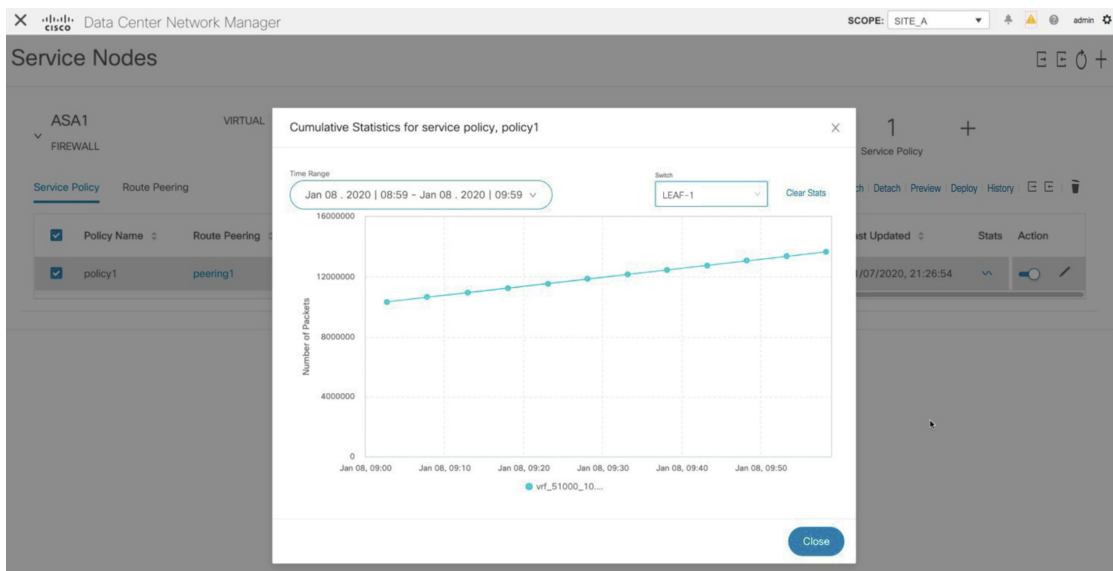 cisco Data Center Network Manager SCOPE: SITE_A admin
Service Nodes
ASA1 VIRTUAL
FIREWALL
1
Service Policy
Cumulative Statistics for service policy, policy1
Time Range
Jan 08 . 2020 | 08:59 - Jan 08 . 2020 | 09:59
Switch
LEAF-1
Clear Stats
Service Policy Route Peering
ch Detach Preview Deploy History
Policy Name Route Peering
ast Updated Stats Action
policy1 peering1
/07/2020, 21:26:54
Number of Packets
16000000
12000000
8000000
4000000
0
Jan 08, 09:00 Jan 08, 09:10 Jan 08, 09:20 Jan 08, 09:30 Jan 08, 09:40 Jan 08, 09:50
vrf_51000_10....
Close